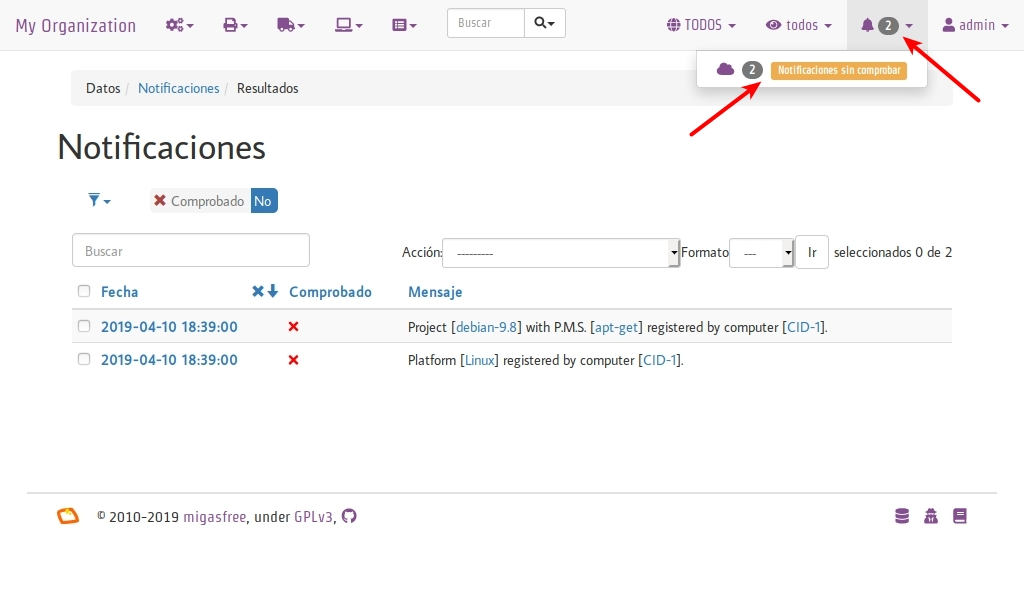 My Organization Buscar TODOS todos 2 admin
2 Notificaciones sin comprobar
Datos / Notificaciones / Resultados
Notificaciones
Comprobado No
Buscar Acción: --------- Formato --- Ir seleccionados 0 de 2
Fecha Comprobado Mensaje
2019-04-10 18:39:00 Project [debian-9.8] with P.M.S. [apt-get] registered by computer [CID-1].
2019-04-10 18:39:00 Platform [Linux] registered by computer [CID-1].
© 2010-2019 migasfree, under GPLv3,